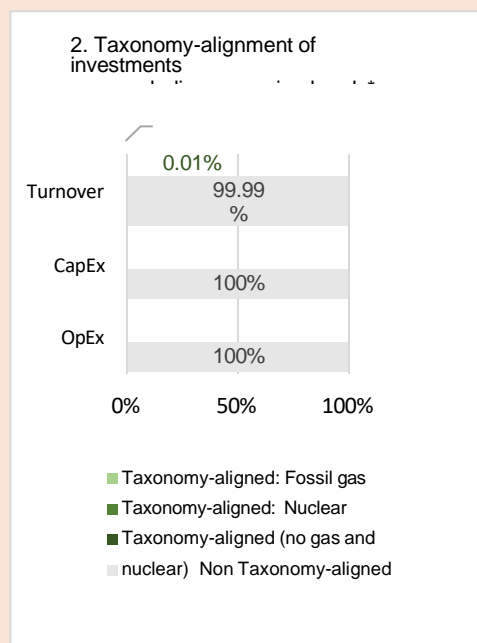 2. Taxonomy-alignment of
investments
0.01%
Turnover
99.99
%
CapEx
100%
OpEx
100%
0% 50% 100%
Taxonomy-aligned: Fossil gas
Taxonomy-aligned: Nuclear
Taxonomy-aligned (no gas and
nuclear) Non Taxonomy-aligned